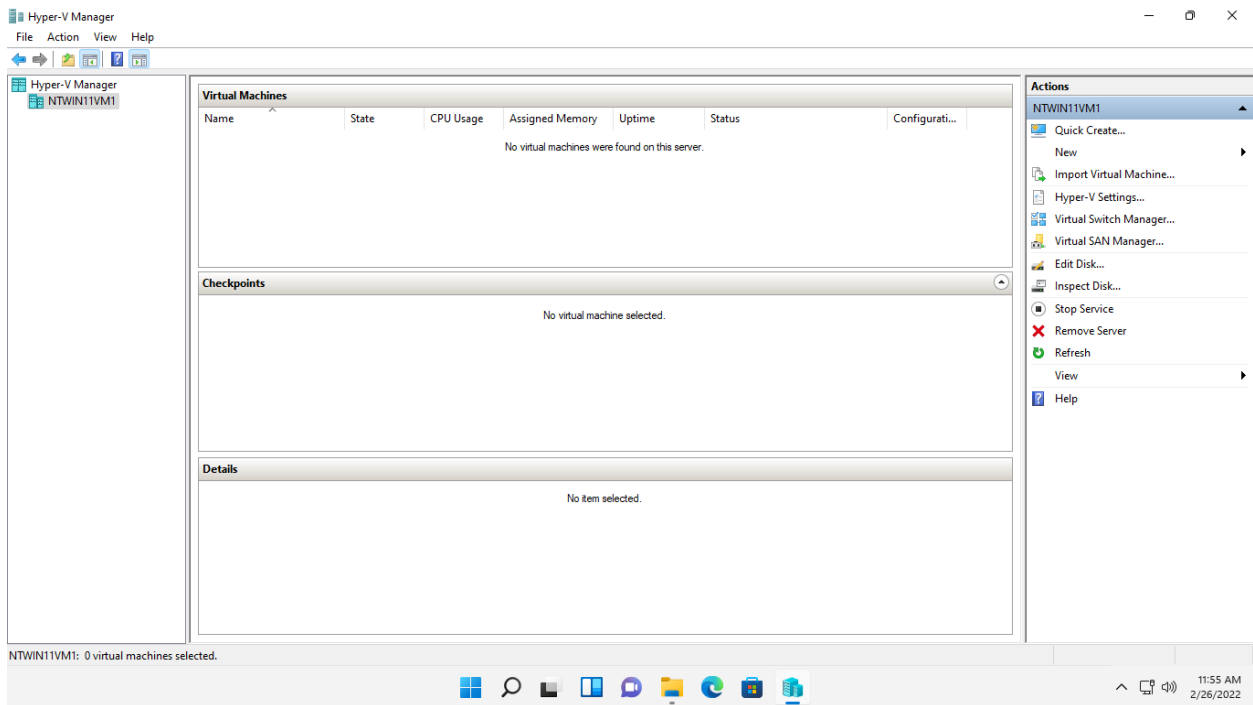 Hyper-V Manager
File Action View Help
Hyper-V Manager
NTWIN11VM1
Virtual Machines
Name State CPU Usage Assigned Memory Uptime Status Configurati...
No virtual machines were found on this server.
Checkpoints
No virtual machine selected.
Details
No item selected.
Actions
NTWIN11VM1
Quick Create...
New
Import Virtual Machine...
Hyper-V Settings...
Virtual Switch Manager...
Virtual SAN Manager...
Edit Disk...
Inspect Disk...
Stop Service
Remove Server
Refresh
View
Help
NTWIN11VM1: 0 virtual machines selected.
11:55 AM
2/26/2022